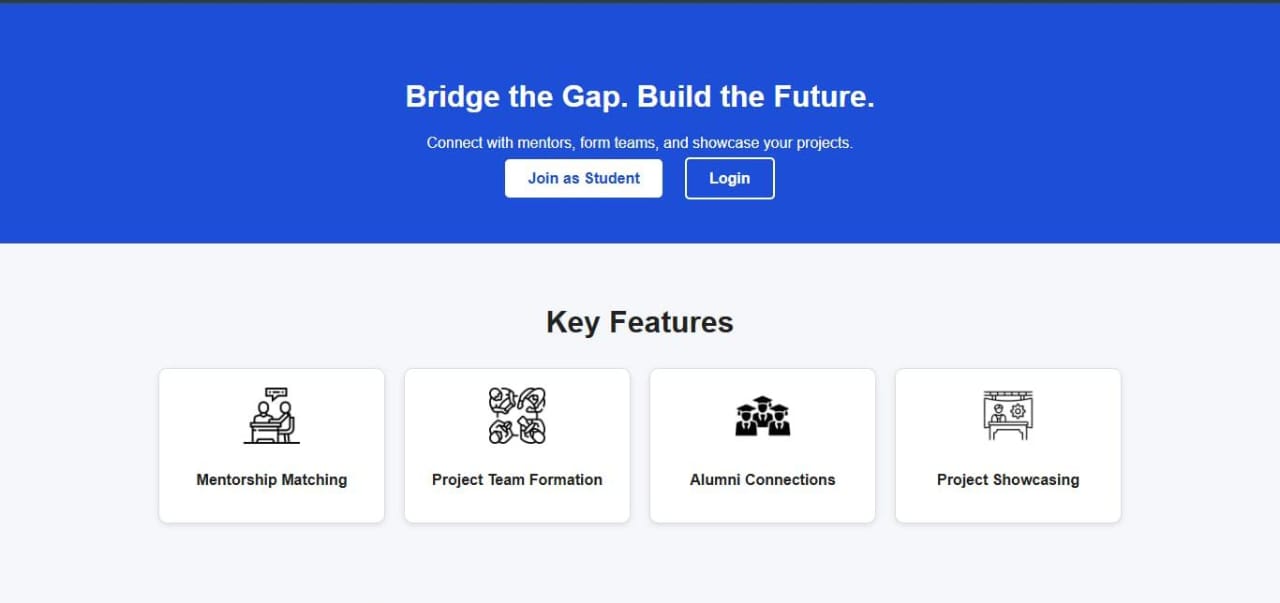 Bridge the Gap. Build the Future.
Connect with mentors, form teams, and showcase your projects.
Join as Student Login
Key Features
Mentorship Matching Project Team Formation Alumni Connections Project Showcasing